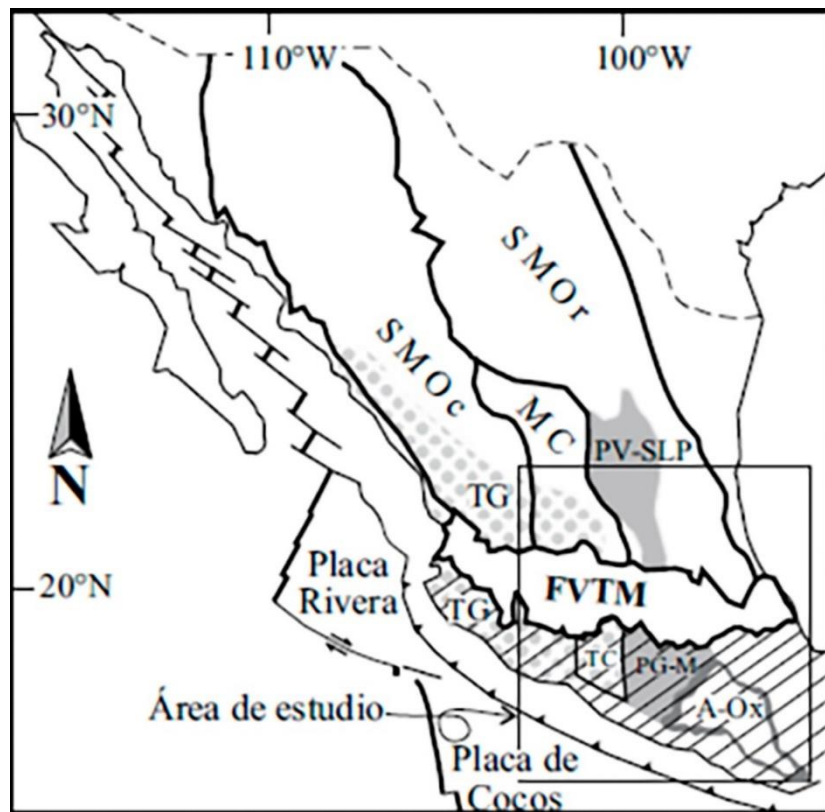 110°W
100°W
30°N
SMOr
SMOc
MC
PV-SLP
N
TG
20°N
Placa
Rivera
FVTM
TG
TC
PG-M
A-Ox
Área de estudio
Placa de
Cocos